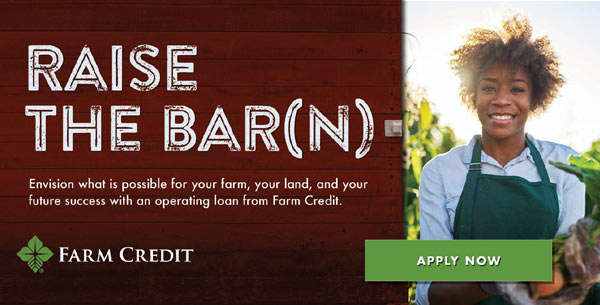 RAISE
THE BAR(N)
Envision what is possible for your farm, your land, and your
future success with an operating loan from Farm Credit.
FARM CREDIT
APPLY NOW